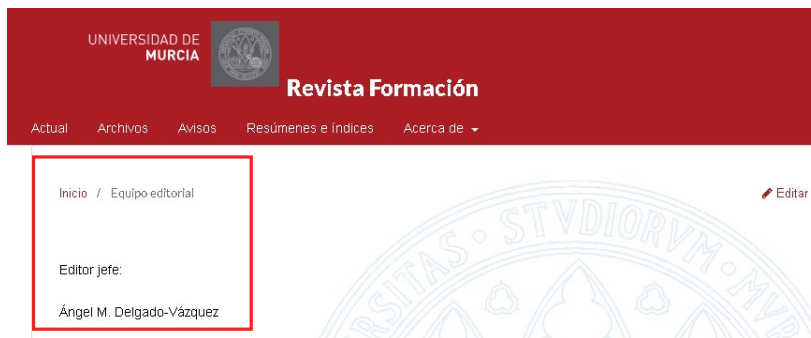 UNIVERSIDAD DE
MURCIA
Revista Formación
Actual Archivos Avisos Resúmenes e índices Acerca de
Inicio / Equipo editorial
Editar
Editor jefe:
Ángel M. Delgado-Vázquez